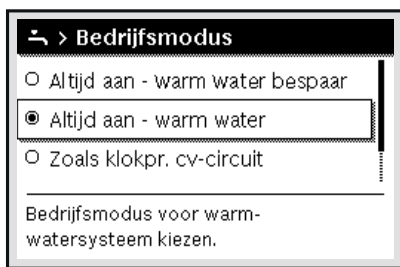 > Bedrijfsmodus
Altijd aan - warm water bespaar
Altijd aan - warm water
Zoals klokpr. cv-circuit
Bedrijfsmodus voor warm-
watersysteem kiezen.